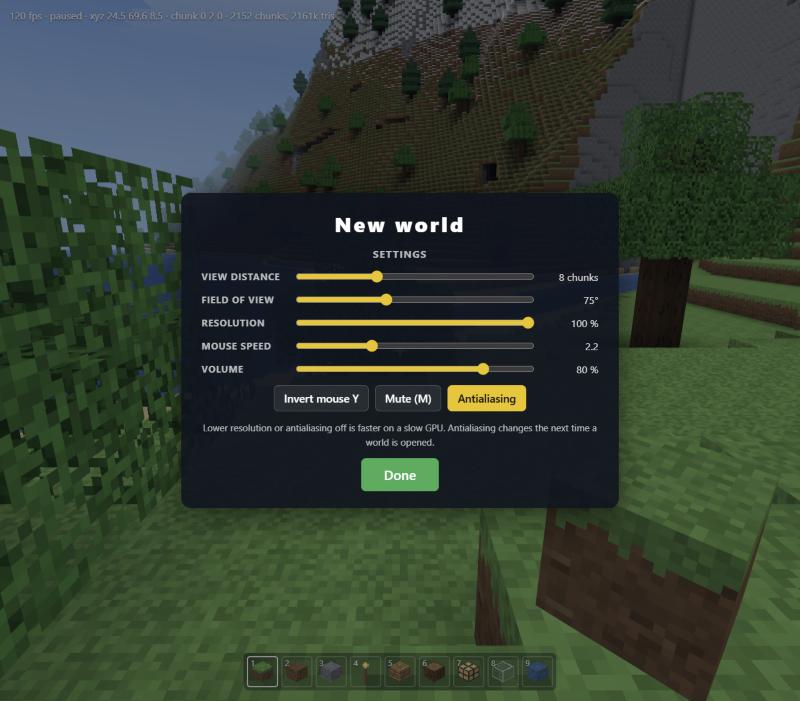 120 fps - paused - xyz 24.5 69.6 8.5 - chunk 0 2 0 - 2152 chunks, 2161k tris
New world
SETTINGS
VIEW DISTANCE 8 chunks
FIELD OF VIEW 75°
RESOLUTION 100 %
MOUSE SPEED 2.2
VOLUME 80 %
Invert mouse Y Mute (M) Antialiasing
Lower resolution or antialiasing off is faster on a slow GPU. Antialiasing changes the next time a
world is opened.
Done
1 2 3 4 5 6 7 8 9